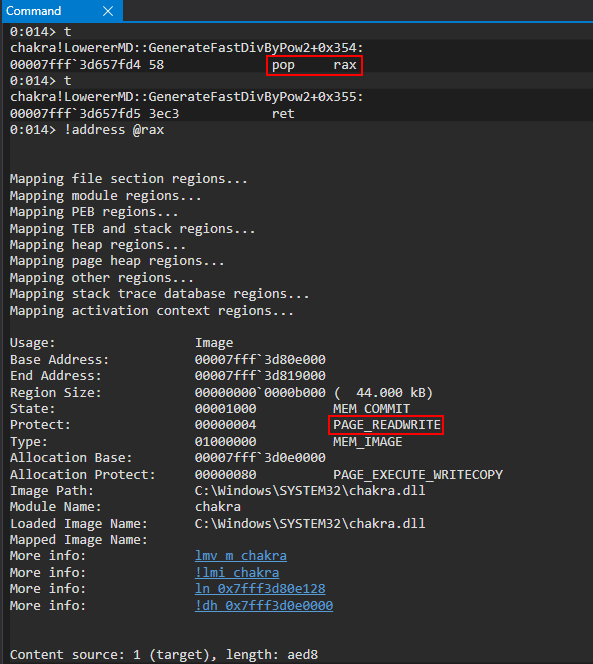 Command
0:014> t
chakra!LowererMD::GenerateFastDivByPow2+0x354:
00007fff`3d657fd4 58 pop rax
0:014> t
chakra!LowererMD::GenerateFastDivByPow2+0x355:
00007fff`3d657fd5 3ec3 ret
0:014> !address @rax
Mapping file section regions...
Mapping module regions...
Mapping PEB regions...
Mapping TEB and stack regions...
Mapping heap regions...
Mapping page heap regions...
Mapping other regions...
Mapping stack trace database regions...
Mapping activation context regions...
Usage: Image
Base Address: 00007fff`3d80e000
End Address: 00007fff`3d819000
Region Size: 00000000`0000b000 ( 44.000 kB)
State: 00001000 MEM_COMMIT
Protect: 00000004 PAGE_READWRITE
Type: 01000000 MEM_IMAGE
Allocation Base: 00007fff`3d0e0000
Allocation Protect: 00000080 PAGE_EXECUTE_WRITECOPY
Image Path: C:\Windows\SYSTEM32\chakra.dll
Module Name: chakra
Loaded Image Name: C:\Windows\SYSTEM32\chakra.dll
Mapped Image Name:
More info: lmv m chakra
More info: !lmi chakra
More info: ln 0x7fff3d80e128
More info: !dh 0x7fff3d0e0000
Content source: 1 (target), length: aed8